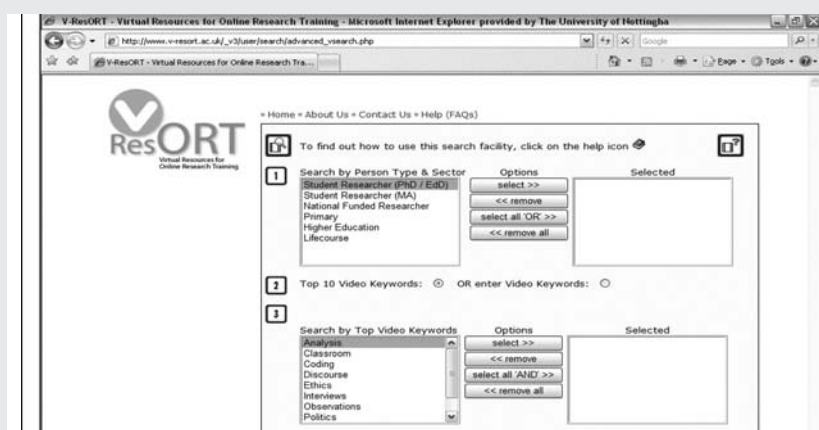 V-ResORT - Virtual Resources for Online Research Training - Microsoft Internet Explorer provided by The University of Nottingha
http://www.v-resort.ac.uk/_v3/user/search/advanced_vsearch.php
Google
V-ResORT - Virtual Resources for Online Research Tra...
Page Tools
Home About Us Contact Us Help (FAQs)
V
ResORT
Virtual Resources for
Online Research Training
To find out how to use this search facility, click on the help icon
?
1 Search by Person Type & Sector Options Selected
Student Researcher (PhD / EdD) select >>
Student Researcher (MA) << remove
National Funded Researcher
Primary select all 'OR' >>
Higher Education << remove all
Lifecourse
2 Top 10 Video Keywords: OR enter Video Keywords:
3
Search by Top Video Keywords Options Selected
Analysis select >>
Classroom << remove
Coding
Discourse select all 'AND' >>
Ethics << remove all
Interviews
Observations
Politics